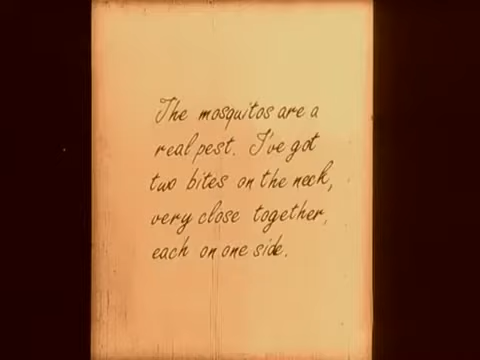 The mosquitos are a
real pest. I've got
two bites on the neck,
very close together,
each on one side.